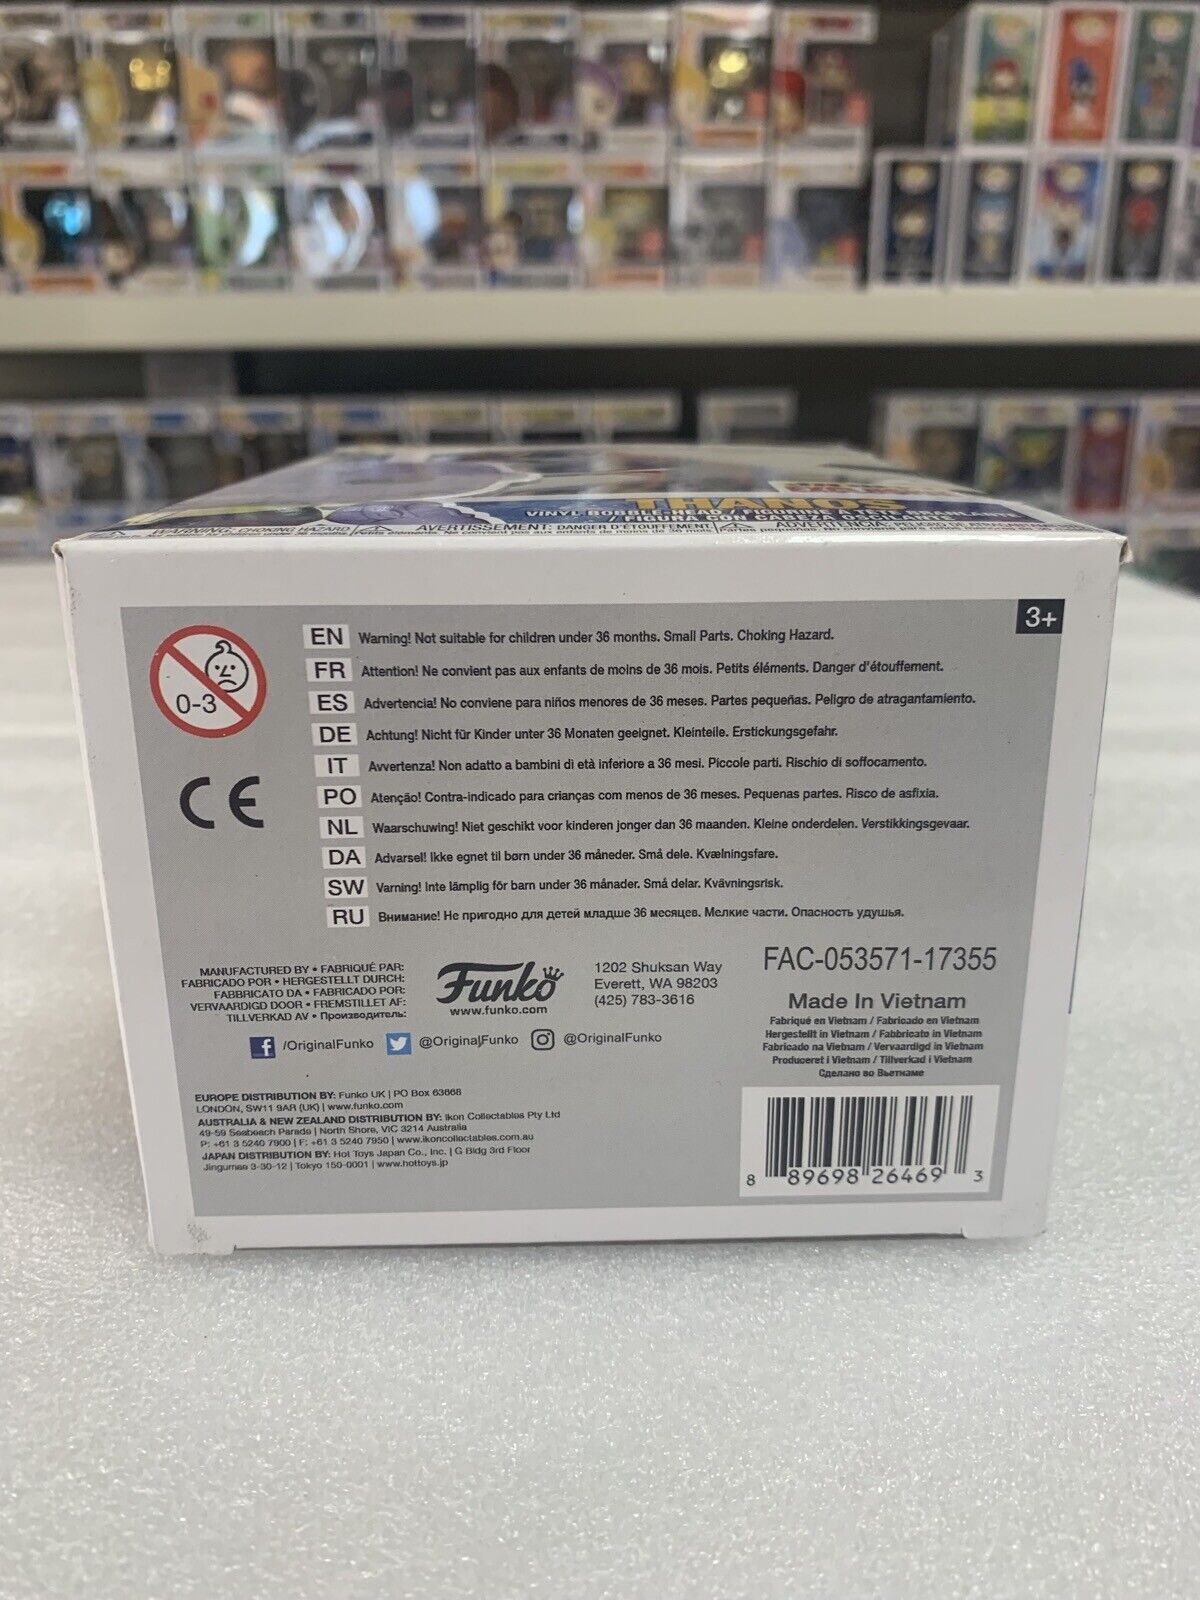 THANOS
VINYL BOBBLE-HEAD / FIGURINE À TÊTE BRANLANTE
/ FIGURA CON CABEZA
WARNING: CHOKING HAZARD
AVERTISSEMENT: DANGER D'ÉTOUFFEMENT
ADVERTENCIA:
3+
0-3
EN Warning! Not suitable for children under 36 months. Small Parts. Choking Hazard.
FR Attention! Ne convient pas aux enfants de moins de 36 mois. Petits éléments. Danger d'étouffement.
ES Advertencia! No conviene para niños menores de 36 meses. Partes pequeñas. Peligro de atragantamiento.
DE Achtung! Nicht für Kinder unter 36 Monaten geeignet. Kleinteile. Erstickungsgefahr.
IT Avvertenza! Non adatto a bambini di età inferiore a 36 mesi. Piccole parti. Rischio di soffocamento.
PO Atenção! Contra-indicado para crianças com menos de 36 meses. Pequenas partes. Risco de asfixia.
NL Waarschuwing! Niet geschikt voor kinderen jonger dan 36 maanden. Kleine onderdelen. Verstikkingsgevaar.
DA Advarsel! Ikke egnet til børn under 36 måneder. Små dele. Kvælningsfare.
SW Varning! Inte lämplig för barn under 36 månader. Små delar. Kvävningsrisk.
RU Внимание! Не пригодно для детей младше 36 месяцев. Мелкие части. Опасность удушья.
CE
MANUFACTURED BY • FABRIQUÉ PAR:
FABRICADO POR • HERGESTELLT DURCH:
FABBRICATO DA • FABRICADO POR:
VERVAARDIGD DOOR • FREMSTILLET AF:
TILLVERKAD AV • Производитель:
Funko
www.funko.com
1202 Shuksan Way
Everett, WA 98203
(425) 783-3616
/OriginalFunko @OriginalFunko @OriginalFunko
FAC-053571-17355
Made In Vietnam
Fabriqué en Vietnam / Fabricado en Vietnam
Hergestellt in Vietnam / Fabbricato in Vietnam
Fabricado na Vietnam / Vervaardigd in Vietnam
Produceret i Vietnam / Tillverkad i Vietnam
Сделано во Вьетнаме
EUROPE DISTRIBUTION BY: Funko UK | PO Box 63668
LONDON, SW11 9AR (UK) | www.funko.com
AUSTRALIA & NEW ZEALAND DISTRIBUTION BY: Ikon Collectables Pty Ltd
49-59 Seabeach Parade | North Shore, VIC 3214 Australia
P: +61 3 5240 7900 | F: +61 3 5240 7950 | www.ikoncollectables.com.au
JAPAN DISTRIBUTION BY: Hot Toys Japan Co., Inc. | G Bldg 3rd Floor
Jingumae 3-30-12 | Tokyo 150-0001 | www.hottoys.jp
8 89698 26469 3